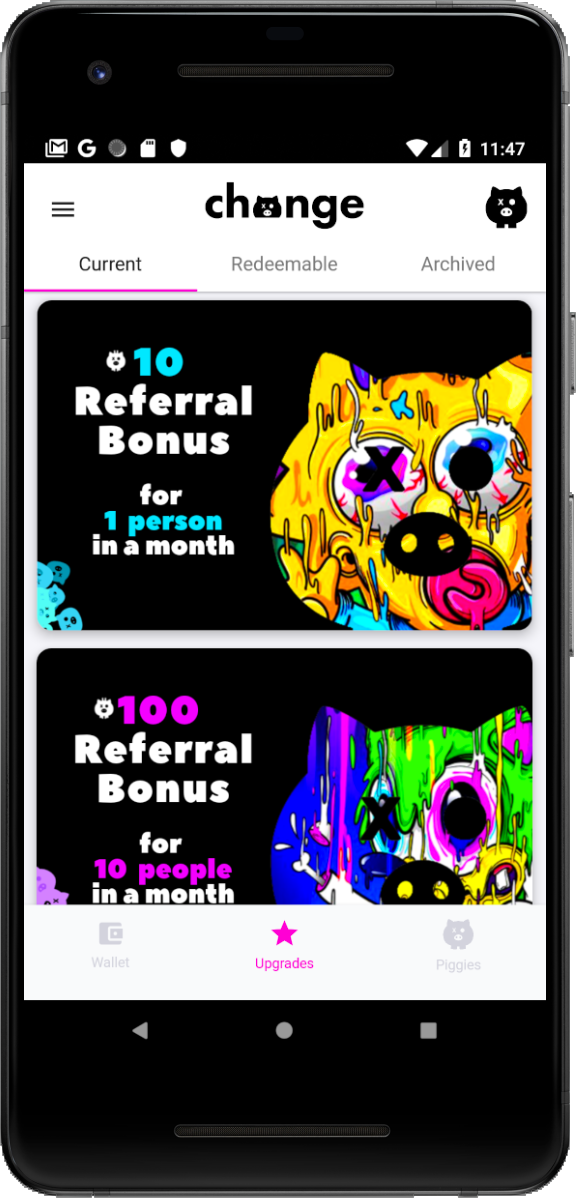 11:47
change
Current Redeemable Archived
10
Referral
Bonus
for
1 person
in a month
100
Referral
Bonus
for
10 people
in a month
Wallet Upgrades Piggies